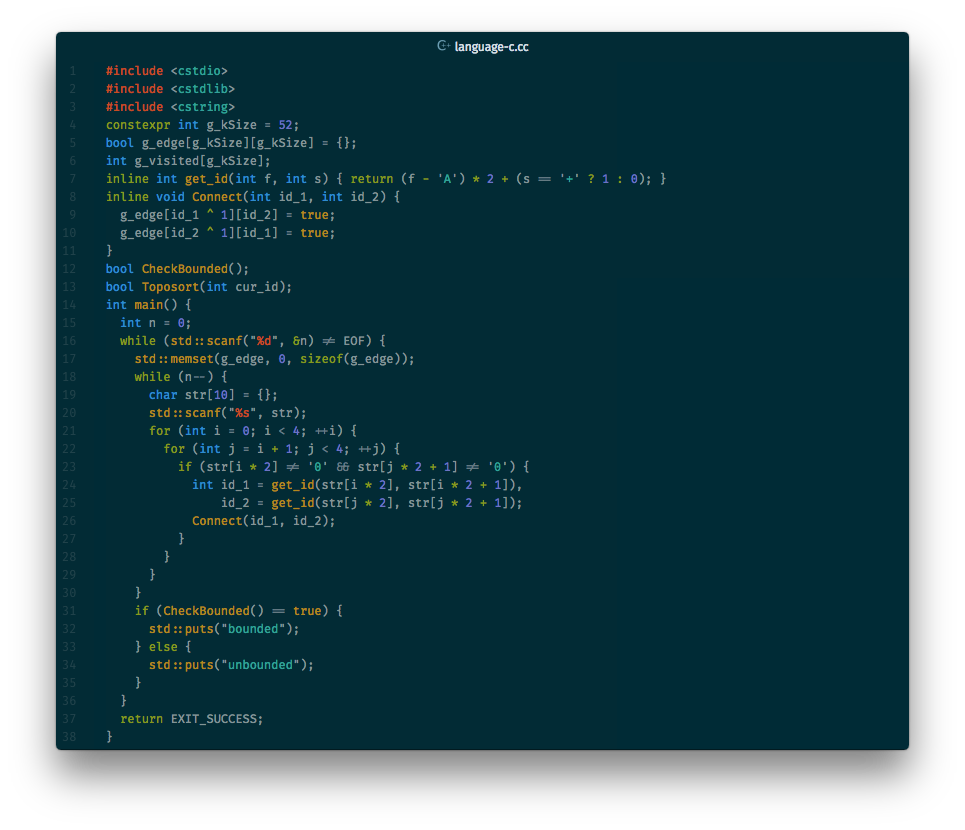 language-c.cc
1 #include <cstdio>
2 #include <cstdlib>
3 #include <cstring>
4 constexpr int g_kSize = 52;
5 bool g_edge[g_kSize][g_kSize] = {};
6 int g_visited[g_kSize];
7 inline int get_id(int f, int s) { return (f - 'A') * 2 + (s == '+' ? 1 : 0); }
8 inline void Connect(int id_1, int id_2) {
9   g_edge[id_1 ^ 1][id_2] = true;
10   g_edge[id_2 ^ 1][id_1] = true;
11 }
12 bool CheckBounded();
13 bool Toposort(int cur_id);
14 int main() {
15   int n = 0;
16   while (std::scanf("%d", &n) != EOF) {
17     std::memset(g_edge, 0, sizeof(g_edge));
18     while (n--) {
19       char str[10] = {};
20       std::scanf("%s", str);
21       for (int i = 0; i < 4; ++i) {
22         for (int j = i + 1; j < 4; ++j) {
23           if (str[i * 2] != '0' && str[j * 2 + 1] != '0') {
24             int id_1 = get_id(str[i * 2], str[i * 2 + 1]),
25                 id_2 = get_id(str[j * 2], str[j * 2 + 1]);
26             Connect(id_1, id_2);
27           }
28         }
29       }
30     }
31     if (CheckBounded() == true) {
32       std::puts("bounded");
33     } else {
34       std::puts("unbounded");
35     }
36   }
37   return EXIT_SUCCESS;
38 }